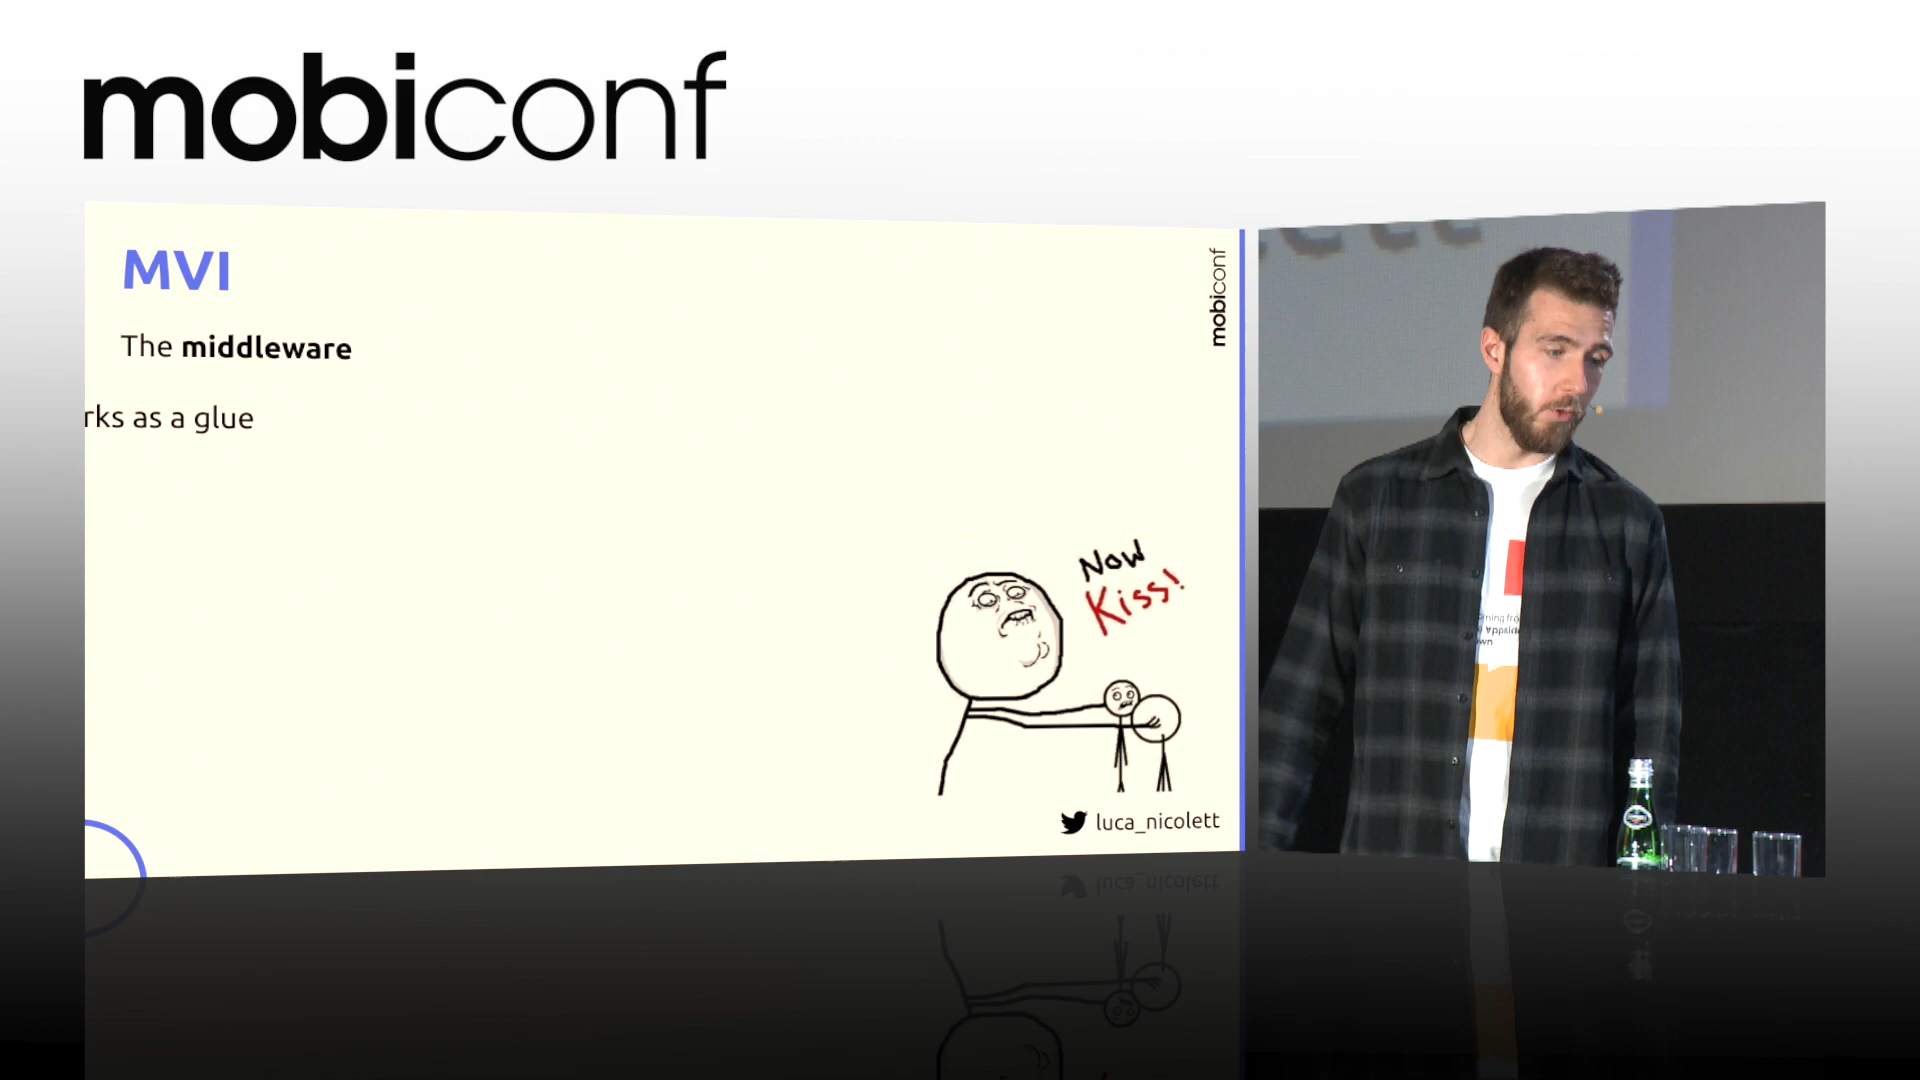 mobiconf
MVI
The middleware
rks as a glue
mobiconf
Now
Kiss!
luca_nicolett